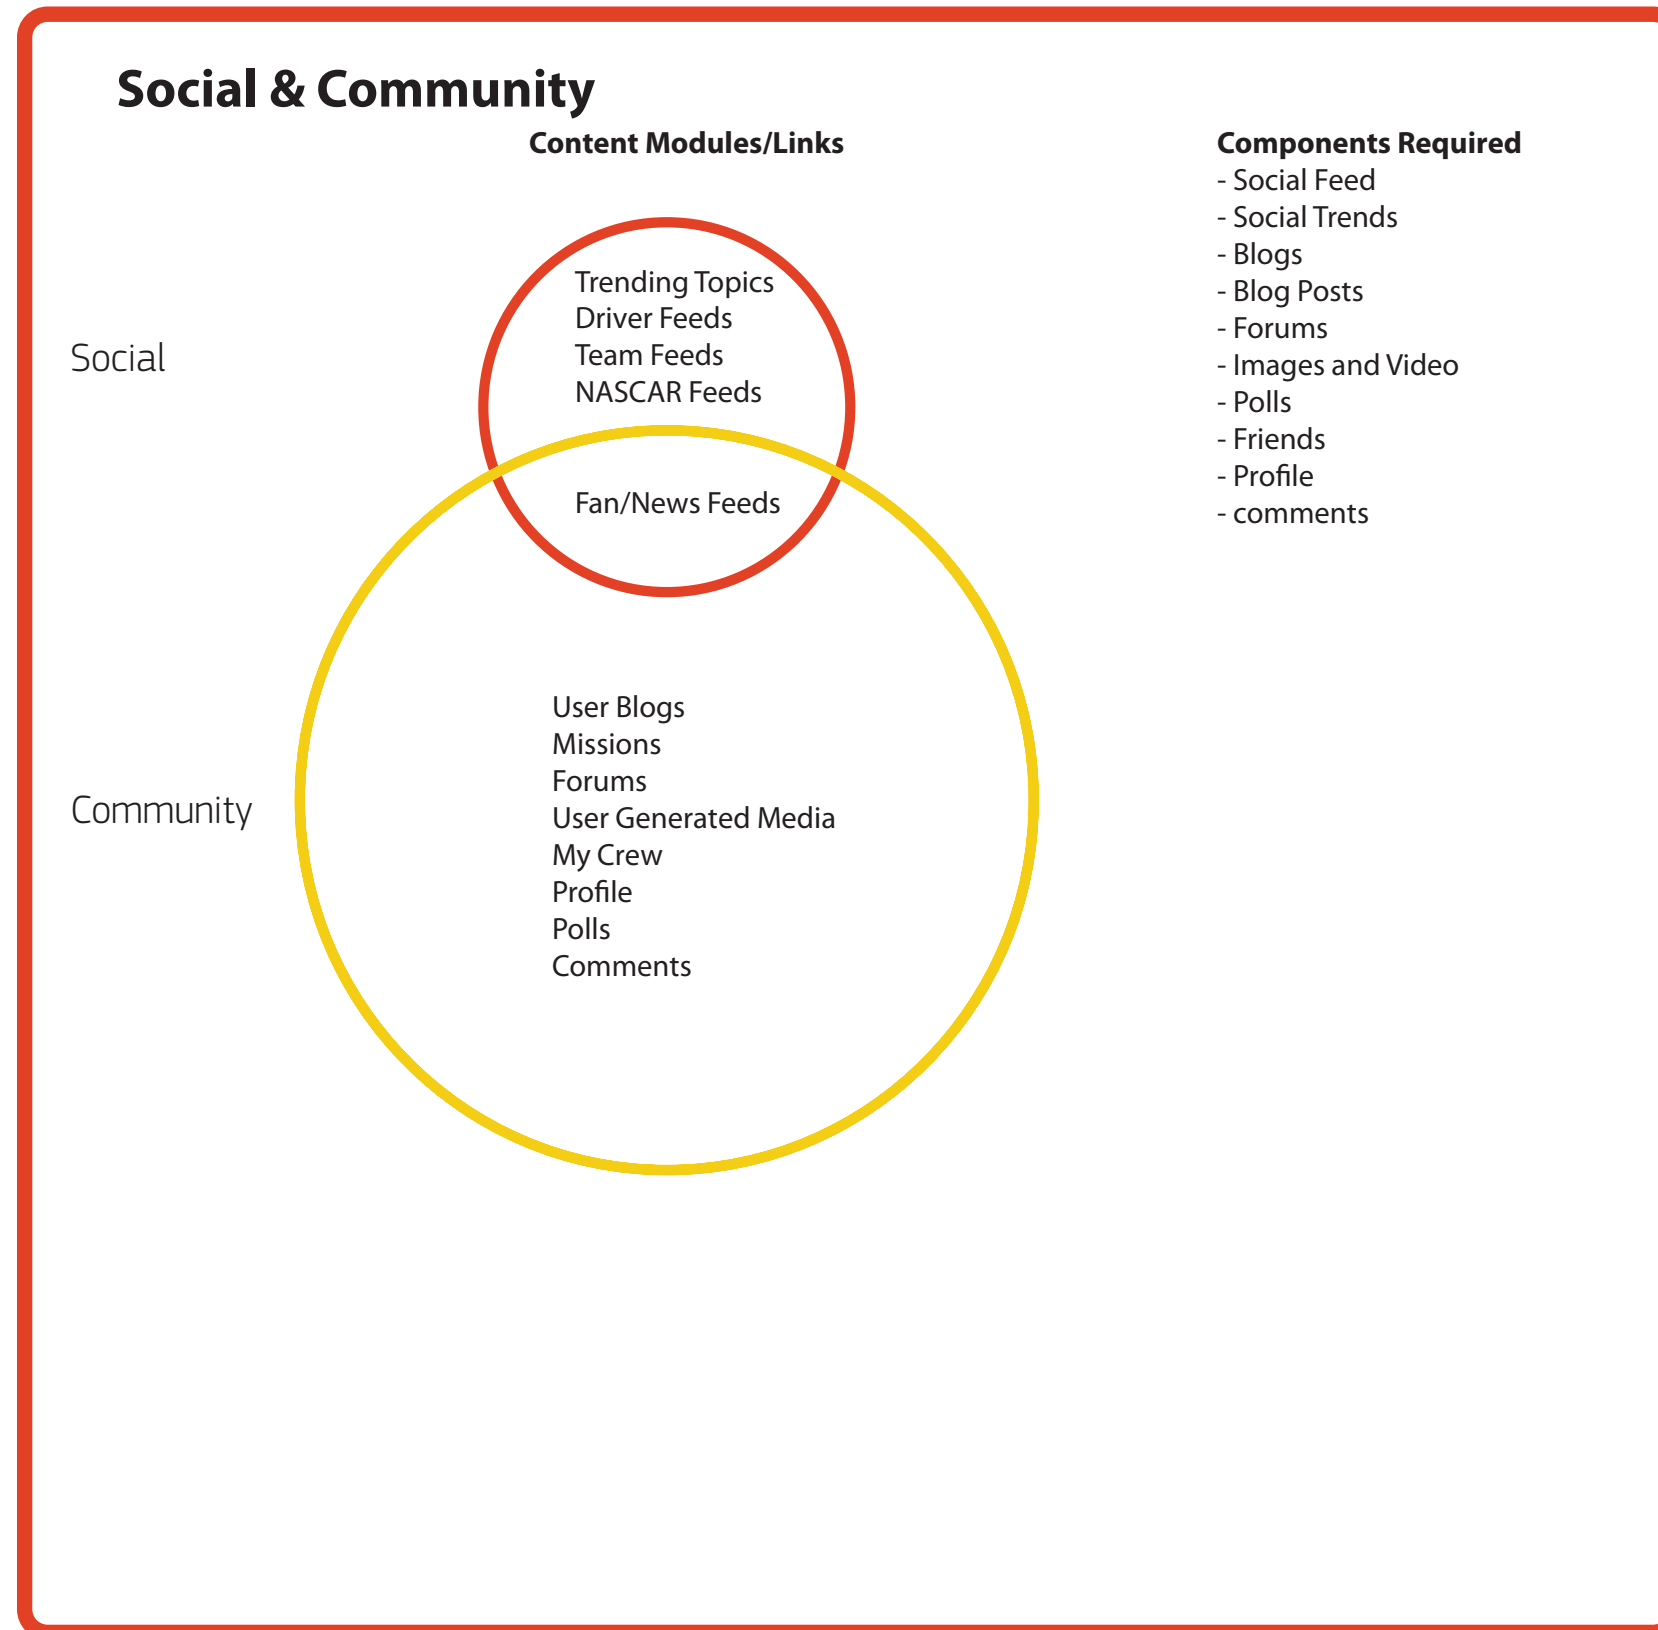 Social & Community
Content Modules/Links
Trending Topics
Driver Feeds
Team Feeds
NASCAR Feeds
Social
Fan/News Feeds
User Blogs
Missions
Forums
User Generated Media
My Crew
Profile
Polls
Comments
Community
Components Required
- Social Feed
- Social Trends
- Blogs
- Blog Posts
- Forums
- Images and Video
- Polls
- Friends
- Profile
- comments